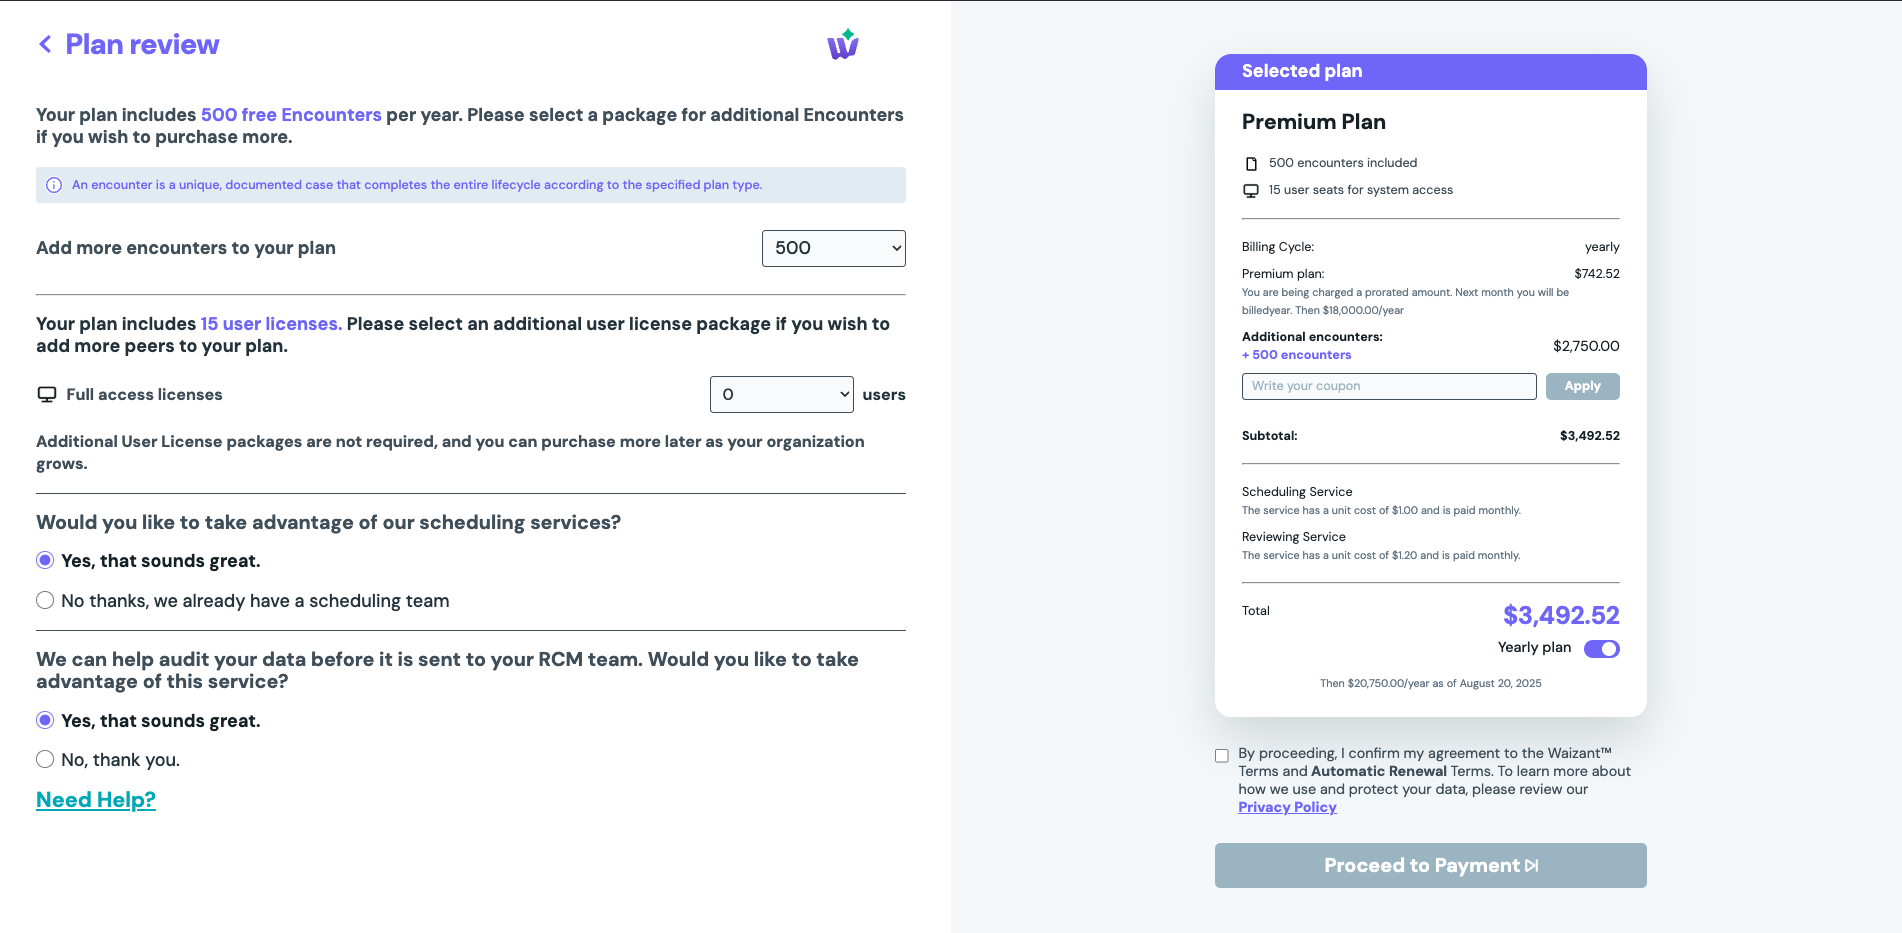 Plan review
Your plan includes 500 free Encounters per year. Please select a package for additional Encounters
if you wish to purchase more.
An encounter is a unique, documented case that completes the entire lifecycle according to the specified plan type.
Add more encounters to your plan
500
Your plan includes 15 user licenses. Please select an additional user license package if you wish to
add more peers to your plan.
Full access licenses
0
users
Additional User License packages are not required, and you can purchase more later as your organization
grows.
Would you like to take advantage of our scheduling services?
Yes, that sounds great.
No thanks, we already have a scheduling team
We can help audit your data before it is sent to your RCM team. Would you like to take
advantage of this service?
Yes, that sounds great.
No, thank you.
Need Help?
Selected plan
Premium Plan
500 encounters included
15 user seats for system access
Billing Cycle: yearly
Premium plan: $742.52
You are being charged a prorated amount. Next month you will be
billedyear. Then $18,000.00/year
Additional encounters:
+ 500 encounters
$2,750.00
Write your coupon
Apply
Subtotal: $3,492.52
Scheduling Service
The service has a unit cost of $1.00 and is paid monthly.
Reviewing Service
The service has a unit cost of $1.20 and is paid monthly.
Total $3,492.52
Yearly plan
Then $20,750.00/year as of August 20, 2025
By proceeding, I confirm my agreement to the Waizant™
Terms and Automatic Renewal Terms. To learn more about
how we use and protect your data, please review our
Privacy Policy
Proceed to Payment